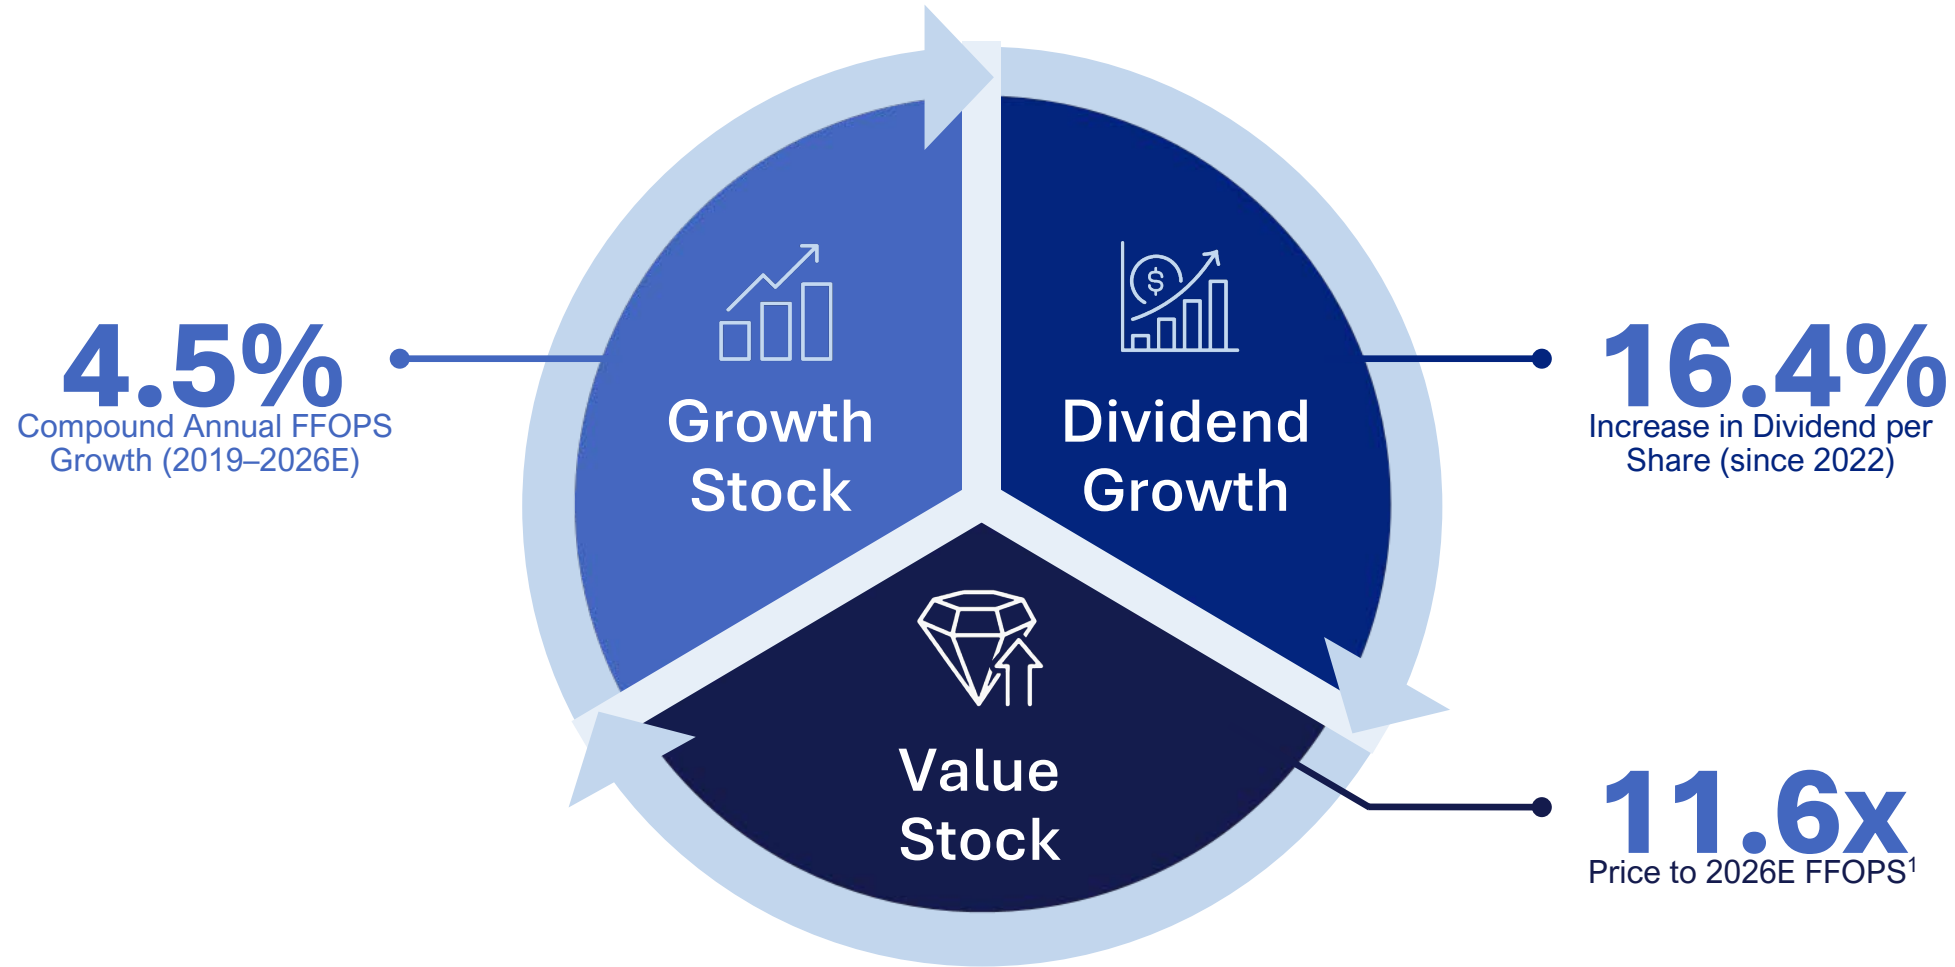 4.5%
Compound Annual FFOPS
Growth (2019–2026E)
Growth
Stock
$
Dividend
Growth
16.4%
Increase in Dividend per
Share (since 2022)
Value
Stock
11.6x
Price to 2026E FFOPS¹